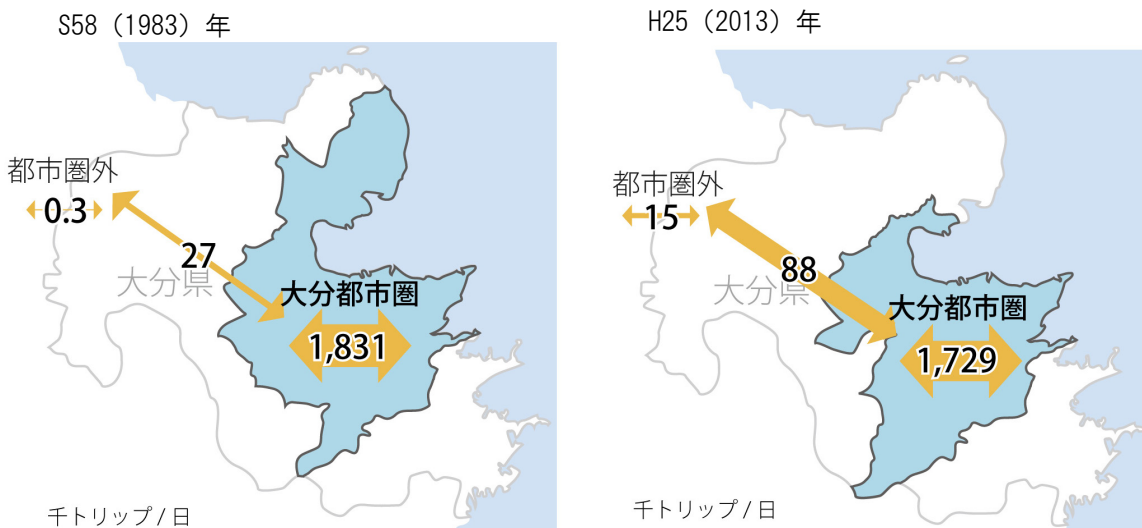 S58（1983）年
都市圏外
0.3
27
大分県
大分都市圏
1,831
千トリップ/日
H25（2013）年
都市圏外
15
88
大分県
大分都市圏
1,729
千トリップ/日